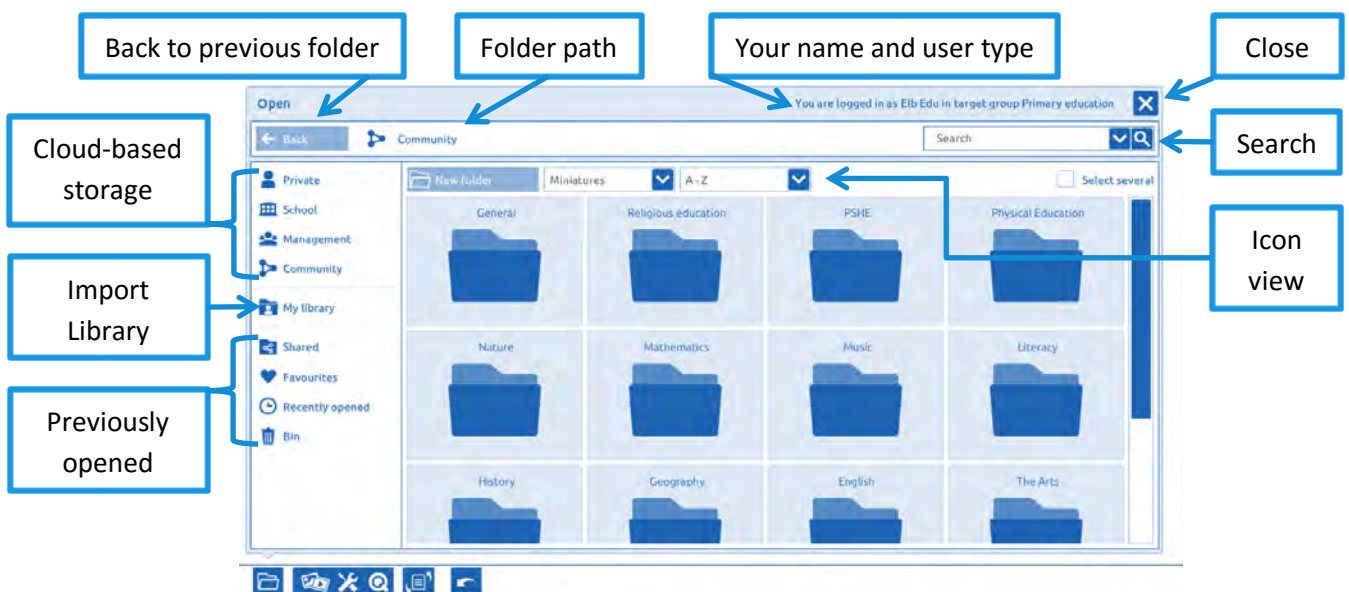 Back to previous folder
Folder path
Your name and user type
Close
Open
You are logged in as Elb Edu in target group Primary education
Back
Community
Search
Search
Cloud-based
storage
Private
School
Management
Community
New folder
Miniatures
A-Z
Select several
General
Religious education
PSHE
Physical Education
Icon
view
Import
Library
My library
Previously
opened
Shared
Favourites
Recently opened
Bin
Nature
Mathematics
Music
Literacy
History
Geography
English
The Arts